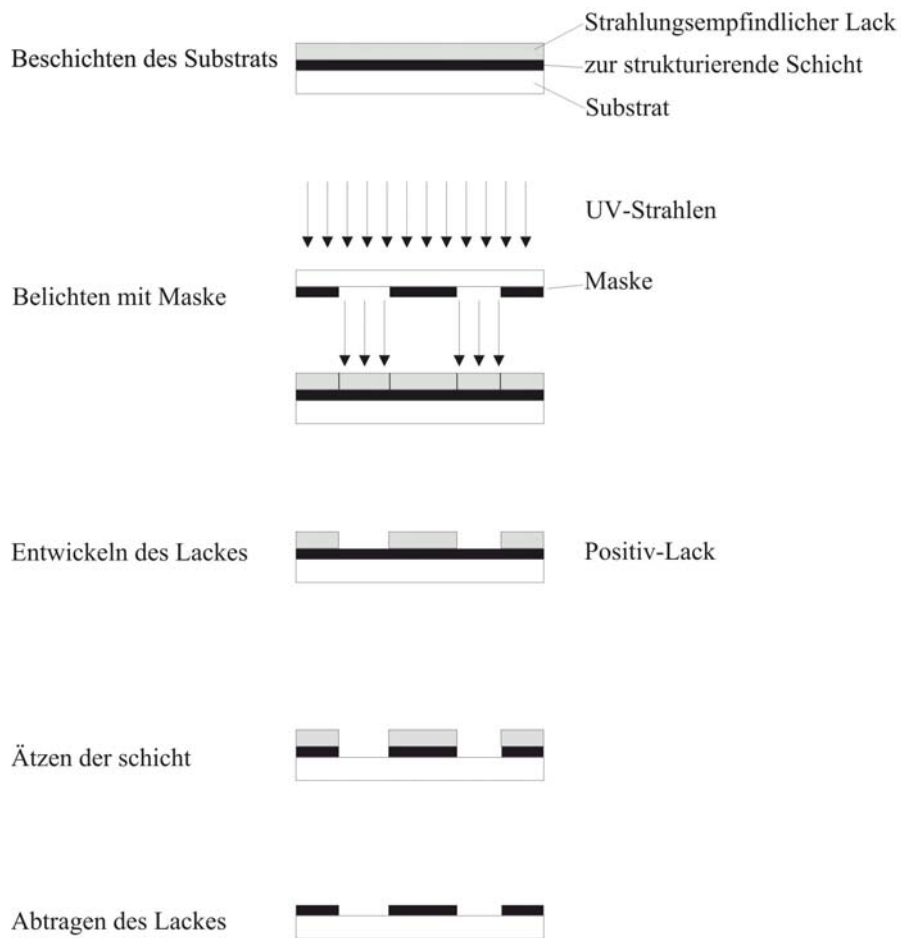 Strahlungsempfindlicher Lack
Beschichten des Substrats
zur strukturierende Schicht
Substrat
UV-Strahlen
Maske
Belichten mit Maske
Entwickeln des Lackes
Positiv-Lack
Ätzen der schicht
Abtragen des Lackes